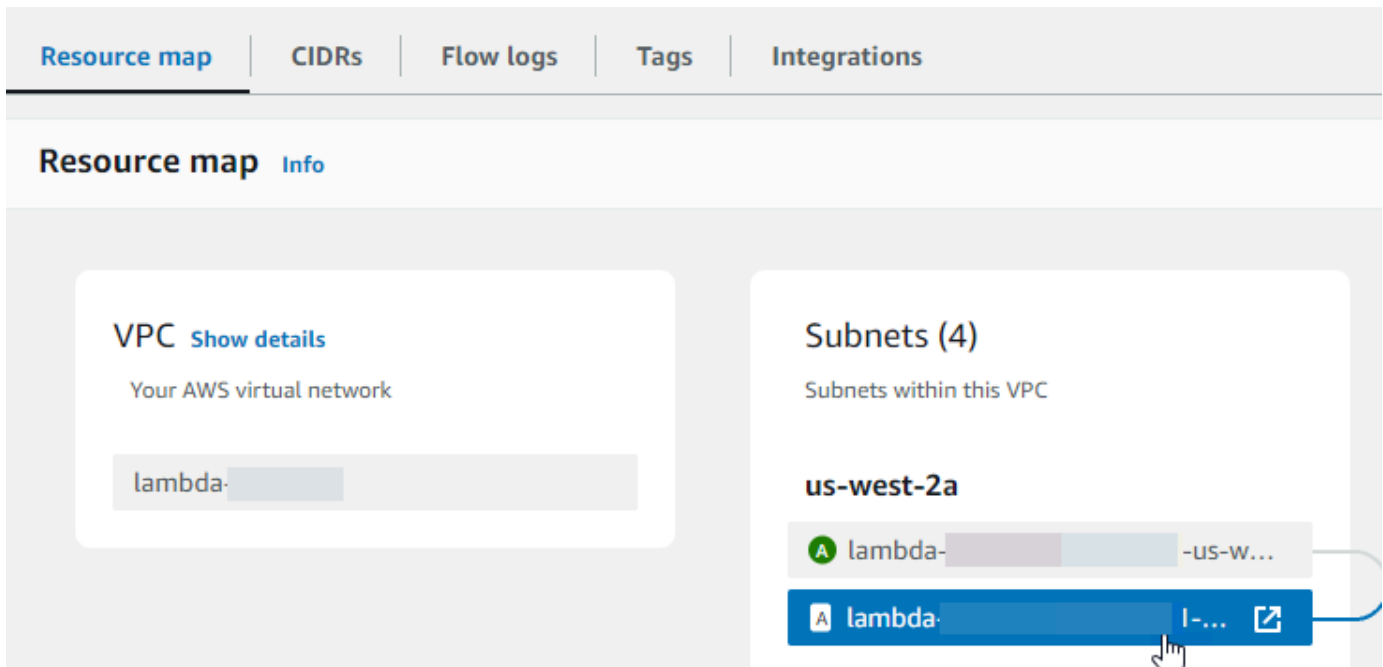 Resource map CIDRs Flow logs Tags Integrations
Resource map Info
VPC Show details
Your AWS virtual network
lambda-
Subnets (4)
Subnets within this VPC
us-west-2a
A lambda- -us-w...
A lambda- l-...